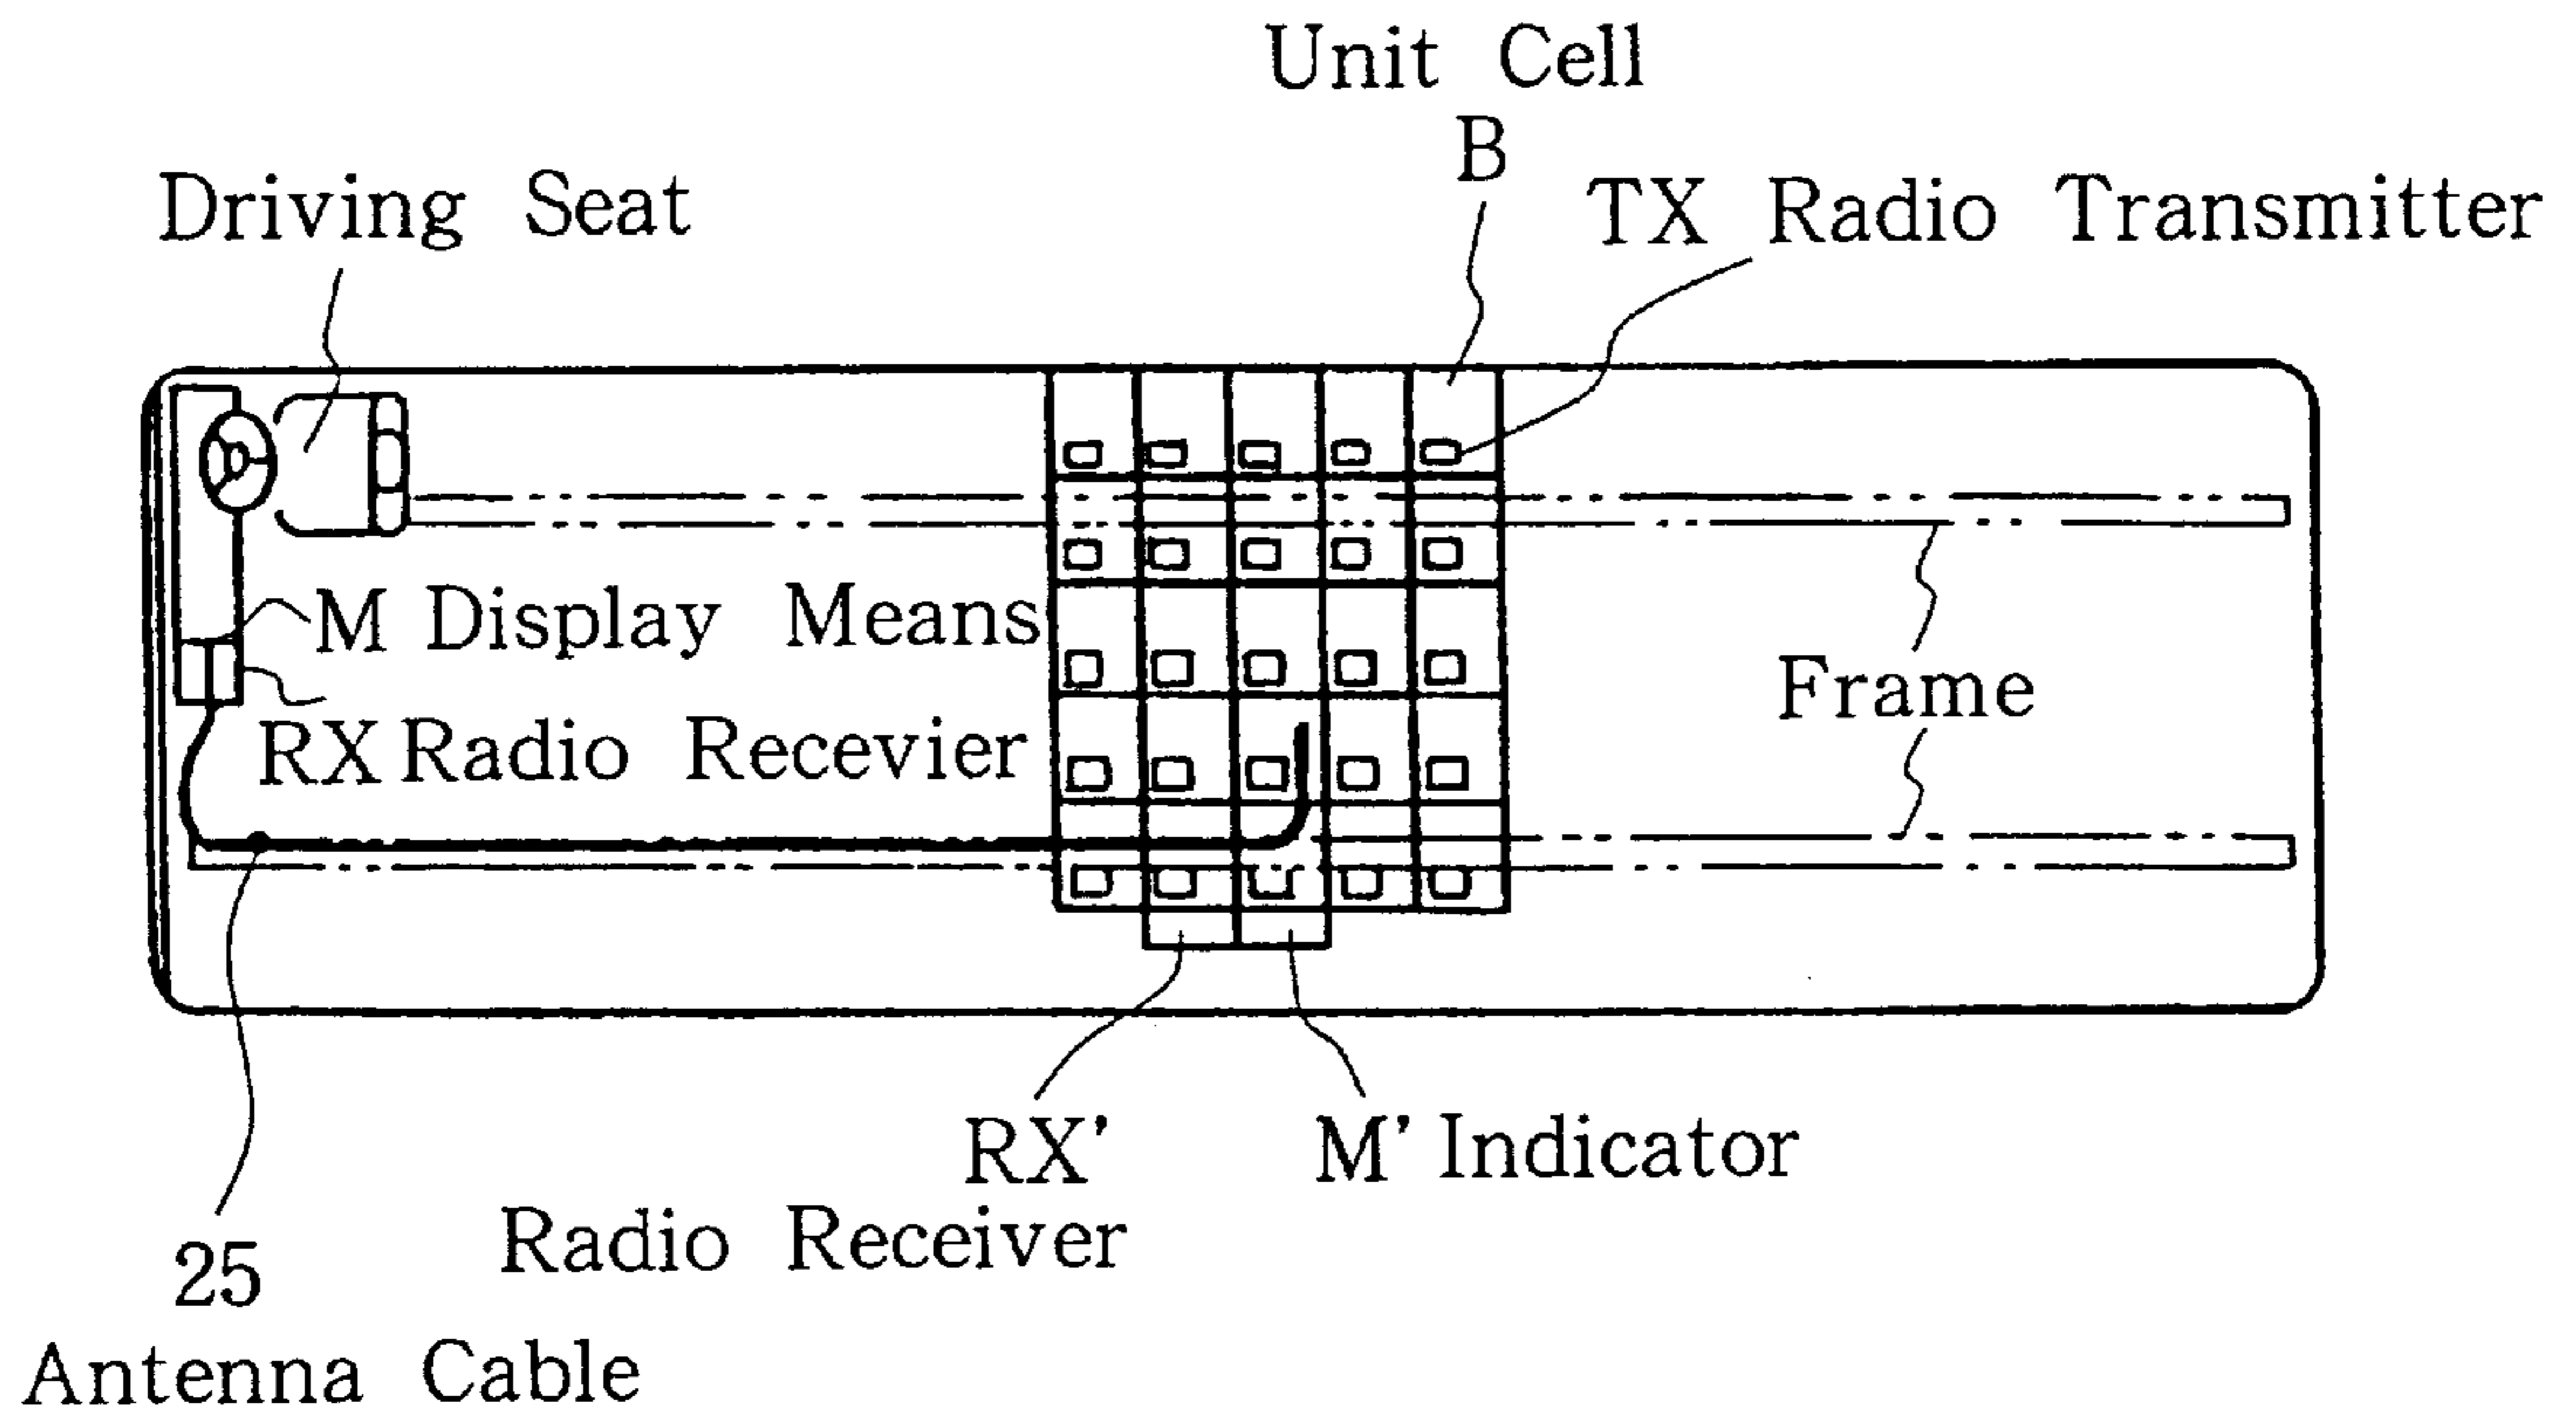 Unit Cell
B
Driving Seat
TX Radio Transmitter
M Display Means
RX Radio Recevier
Frame
RX'
M' Indicator
Radio Receiver
25
Antenna Cable